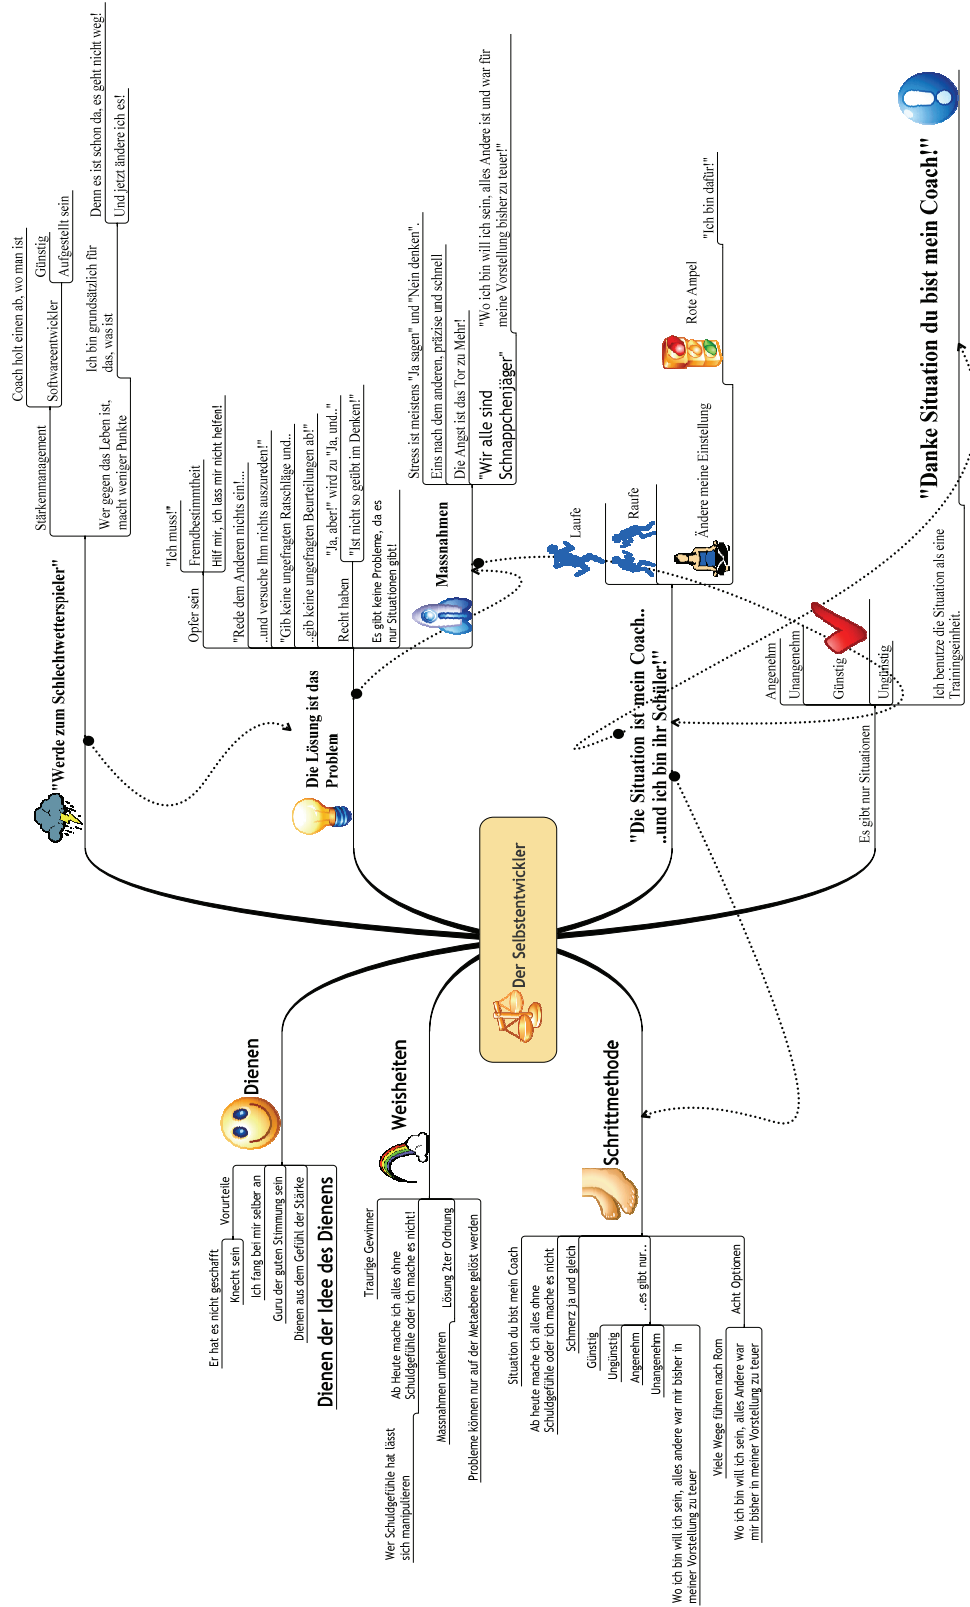 Der Selbstentwickler
"Werde zum Schlechtwetterspieler"
Stärkenmanagement
Coach holt einen ab, wo man ist
Softwareentwickler
Günstig
Aufgestellt sein
Wer gegen das Leben ist,
macht weniger Punkte
Ich bin grundsätzlich für
das, was ist
Denn es ist schon da, es geht nicht weg!
Und jetzt ändere ich es!
Die Lösung ist das
Problem
Opfer sein
"Ich muss!"
Fremdbestimmtheit
Hilf mir, ich lass mir nicht helfen!
"Rede dem Anderen nichts ein!...
..und versuche Ihm nichts auszureden!"
"Gib keine ungefragten Ratschläge und..
..gib keine ungefragten Beurteilungen ab!"
Recht haben
"Ja, aber!" wird zu "Ja, und.."
"Ist nicht so geübt im Denken!"
Es gibt keine Probleme, da es
nur Situationen gibt!
Massnahmen
Stress ist meistens "Ja sagen" und "Nein denken".
Eins nach dem anderen, präzise und schnell
Die Angst ist das Tor zu Mehr!
"Wir alle sind
Schnappchenjäger"
"Wo ich bin will ich sein, alles Andere ist und war für
meine Vorstellung bisher zu teuer!"
"Die Situation ist mein Coach..
..und ich bin ihr Schüler!"
Laufe
Raufe
Ändere meine Einstellung
Rote Ampel
"Ich bin dafür!"
Es gibt nur Situationen
Angenehm
Unangenehm
Günstig
Ungünstig
Ich benutze die Situation als eine
Trainingseinheit.
"Danke Situation du bist mein Coach!"
Dienen
Vorurteile
Er hat es nicht geschafft
Knecht sein
Ich fang bei mir selber an
Guru der guten Stimmung sein
Dienen aus dem Gefühl der Stärke
Dienen der Idee des Dienens
Weisheiten
Traurige Gewinner
Ab Heute mache ich alles ohne
Schuldgefühle oder ich mache es nicht!
Wer Schuldgefühle hat lässt
sich manipulieren
Lösung 2ter Ordnung
Massnahmen umkehren
Probleme können nur auf der Metaebene gelöst werden
Schrittmethode
Situation du bist mein Coach
Ab heute mache ich alles ohne
Schuldgefühle oder ich mache es nicht
Schmerz ja und gleich
..es gibt nur..
Günstig
Ungünstig
Angenehm
Unangenehm
Wo ich bin will ich sein, alles andere war mir bisher in
meiner Vorstellung zu teuer
Acht Optionen
Viele Wege führen nach Rom
Wo ich bin will ich sein, alles Andere war
mir bisher in meiner Vorstellung zu teuer